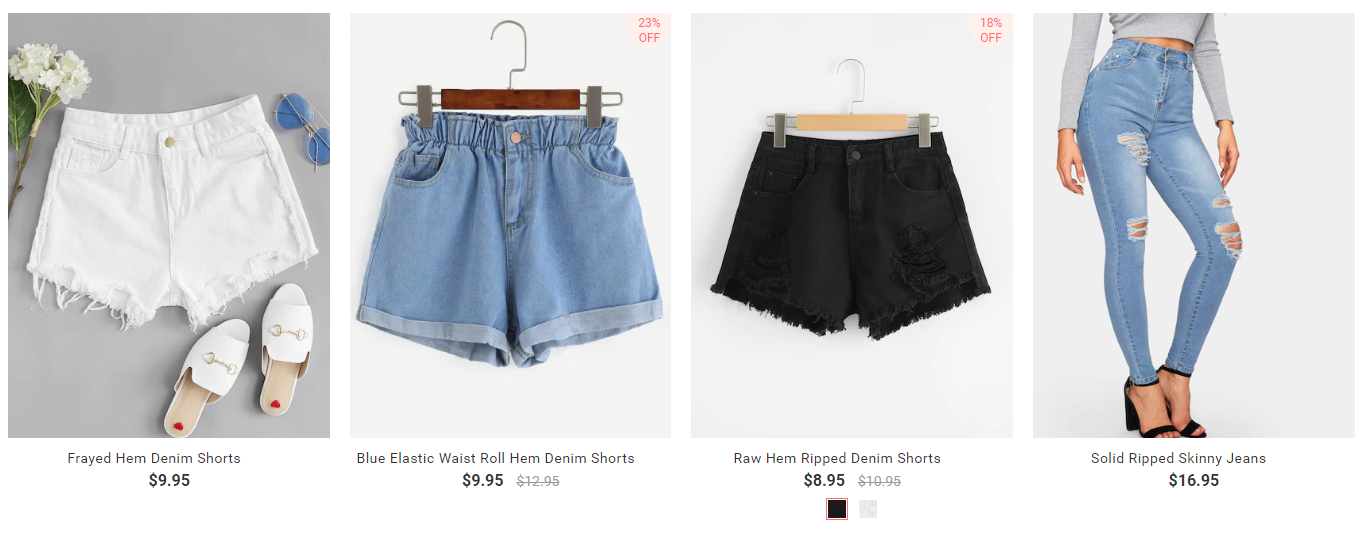 23%
OFF
18%
OFF
Frayed Hem Denim Shorts
$9.95
Blue Elastic Waist Roll Hem Denim Shorts
$9.95 $12.95
Raw Hem Ripped Denim Shorts
$8.95 $10.95
Solid Ripped Skinny Jeans
$16.95